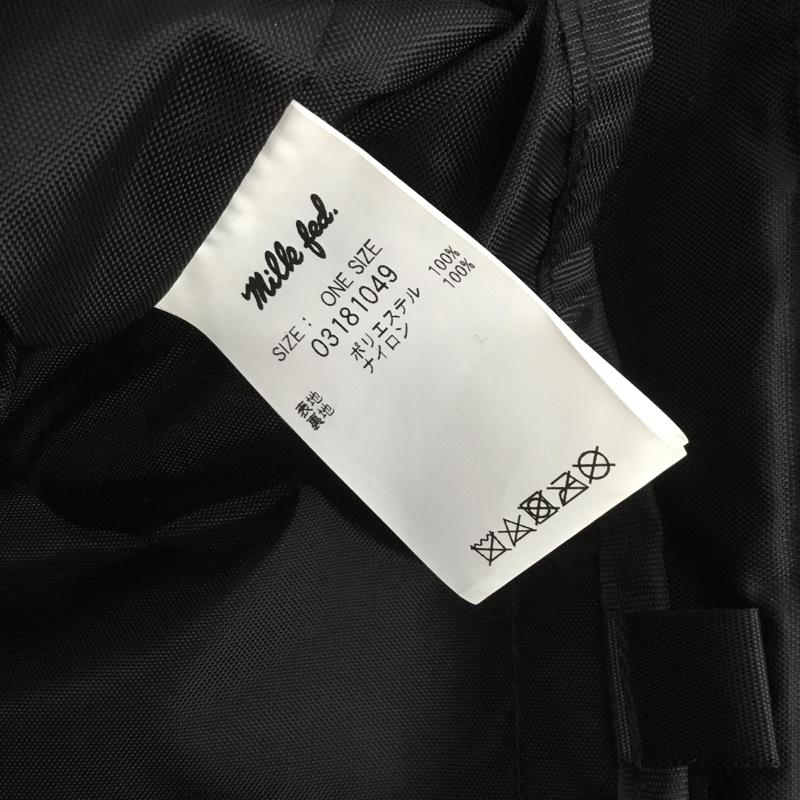 Milk fed.
SIZE: ONE SIZE
03181049
表地 ポリエステル 100%
裏地 ナイロン 100%